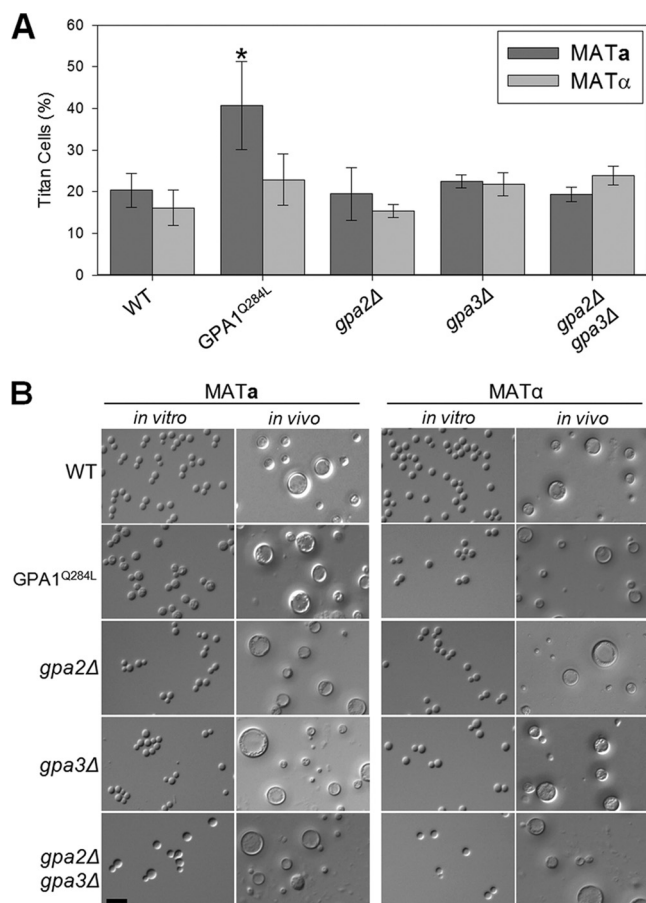 A
Titan Cells (%)
60
50
40
30
20
10
0
*
MATa
MATα
WT
GPA1Q284L
gpa2Δ
gpa3Δ
gpa2Δ
gpa3Δ
B
MATa
MATα
in vitro
in vivo
in vitro
in vivo
WT
GPA1Q284L
gpa2Δ
gpa3Δ
gpa2Δ
gpa3Δ